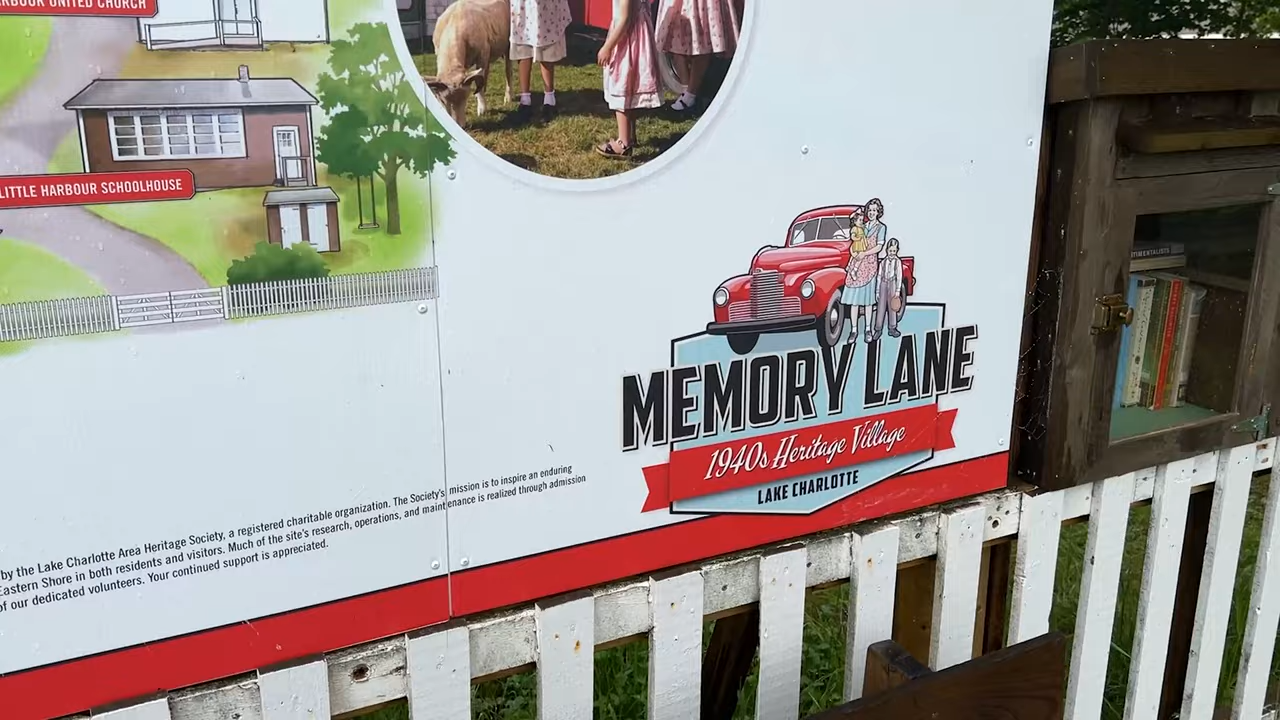 ARBOUR UNITED CHURCH
LITTLE HARBOUR SCHOOLHOUSE
MEMORY LANE
1940s Heritage Village
LAKE CHARLOTTE
by the Lake Charlotte Area Heritage Society, a registered charitable organization. The Society's mission is to inspire an enduring
Eastern Shore in both residents and visitors. Much of the site's research, operations, and maintenance is realized through admission
of our dedicated volunteers. Your continued support is appreciated.